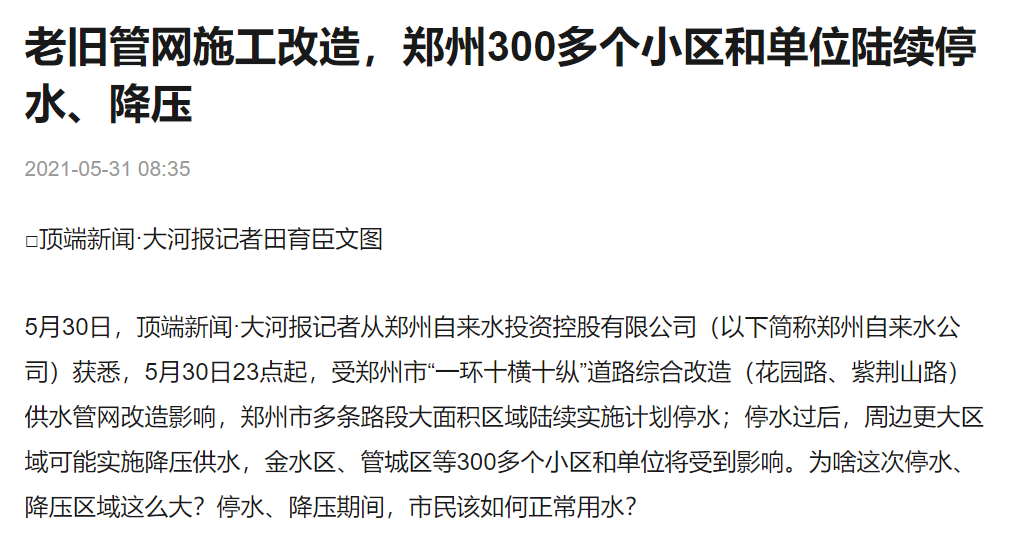 老旧管网施工改造，郑州300多个小区和单位陆续停
水、降压
2021-05-31 08:35
□顶端新闻·大河报记者田育臣文图
5月30日，顶端新闻·大河报记者从郑州自来水投资控股有限公司（以下简称郑州自来水公
司）获悉，5月30日23点起，受郑州市“一环十横十纵”道路综合改造（花园路、紫荆山路）
供水管网改造影响，郑州市多条路段大面积区域陆续实施计划停水；停水过后，周边更大区
域可能实施降压供水，金水区、管城区等300多个小区和单位将受到影响。为啥这次停水、
降压区域这么大？停水、降压期间，市民该如何正常用水？